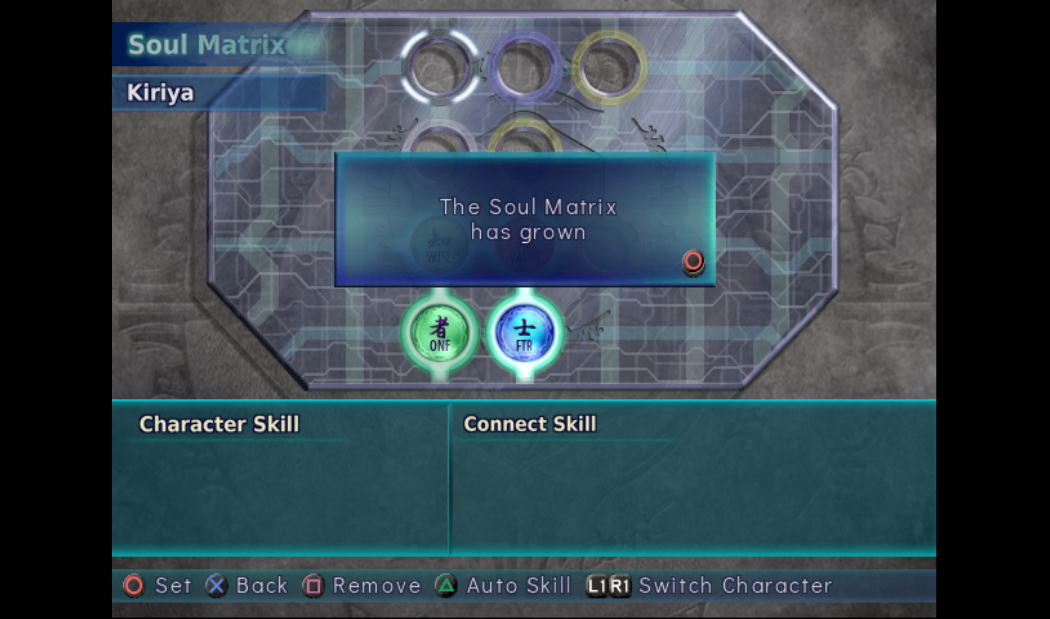 Soul Matrix
Kiriya
The Soul Matrix
has grown
者 士
ONF FTR
Character Skill
Connect Skill
Set Back Remove Auto Skill L1 R1 Switch Character